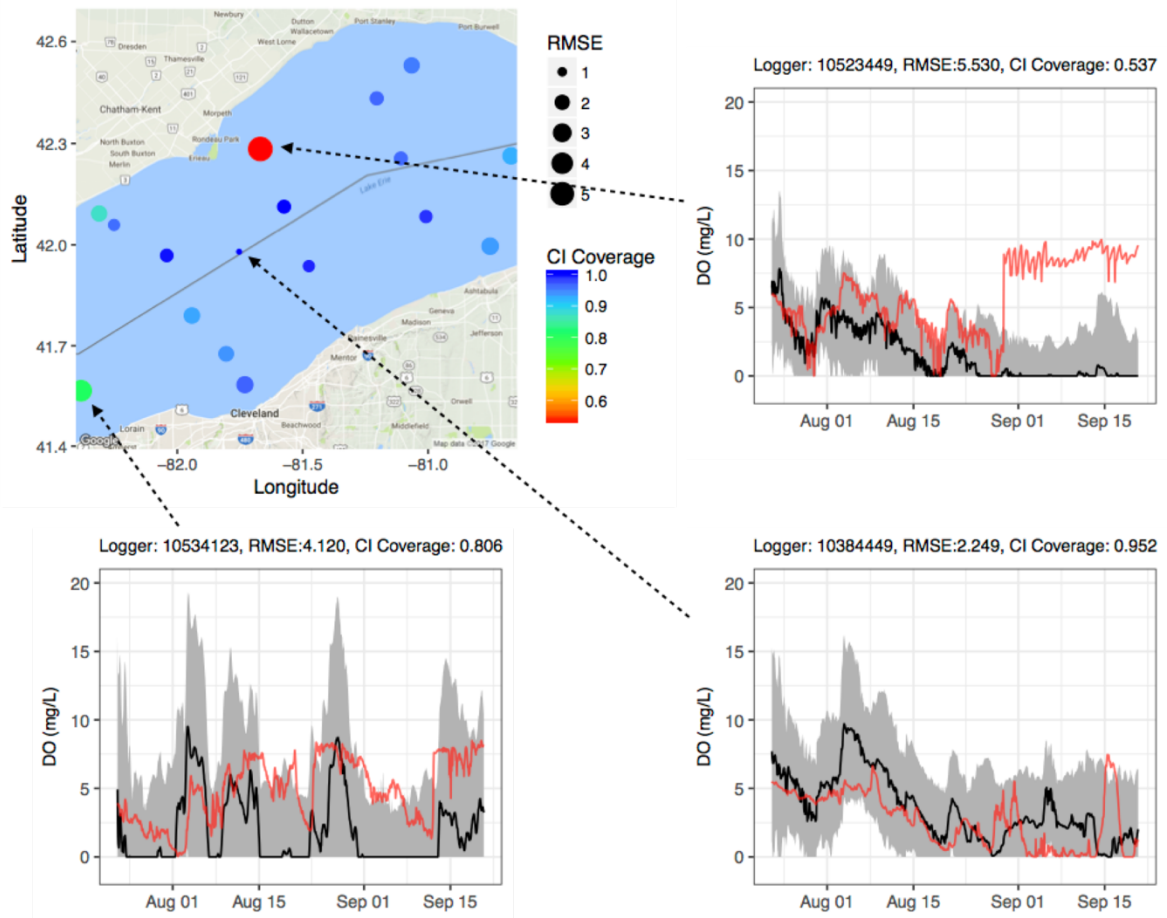 Newbury
Dutton
Wallacetown
Port Stanley
Port Burwell
West Lorne
Dresden
Thamesville
Chatham-Kent
Morpeth
North Buxton
South Buxton
Merlin
Rondeau Park
Erieau
Lake Erie
Ashtabula
Geneva
Madison
Jefferson
Painesville
Mentor
Orwell
Cleveland
Lorain
Beachwood
Middlefield
Google
Map data ©2017 Google
42.6
42.3
42.0
41.7
41.4
Latitude
−82.0
−81.5
−81.0
Longitude
RMSE
1
2
3
4
5
CI Coverage
1.0
0.9
0.8
0.7
0.6
Logger: 10523449, RMSE:5.530, CI Coverage: 0.537
20
15
10
5
0
DO (mg/L)
Aug 01
Aug 15
Sep 01
Sep 15
Logger: 10534123, RMSE:4.120, CI Coverage: 0.806
20
15
10
5
0
DO (mg/L)
Aug 01
Aug 15
Sep 01
Sep 15
Logger: 10384449, RMSE:2.249, CI Coverage: 0.952
20
15
10
5
0
DO (mg/L)
Aug 01
Aug 15
Sep 01
Sep 15